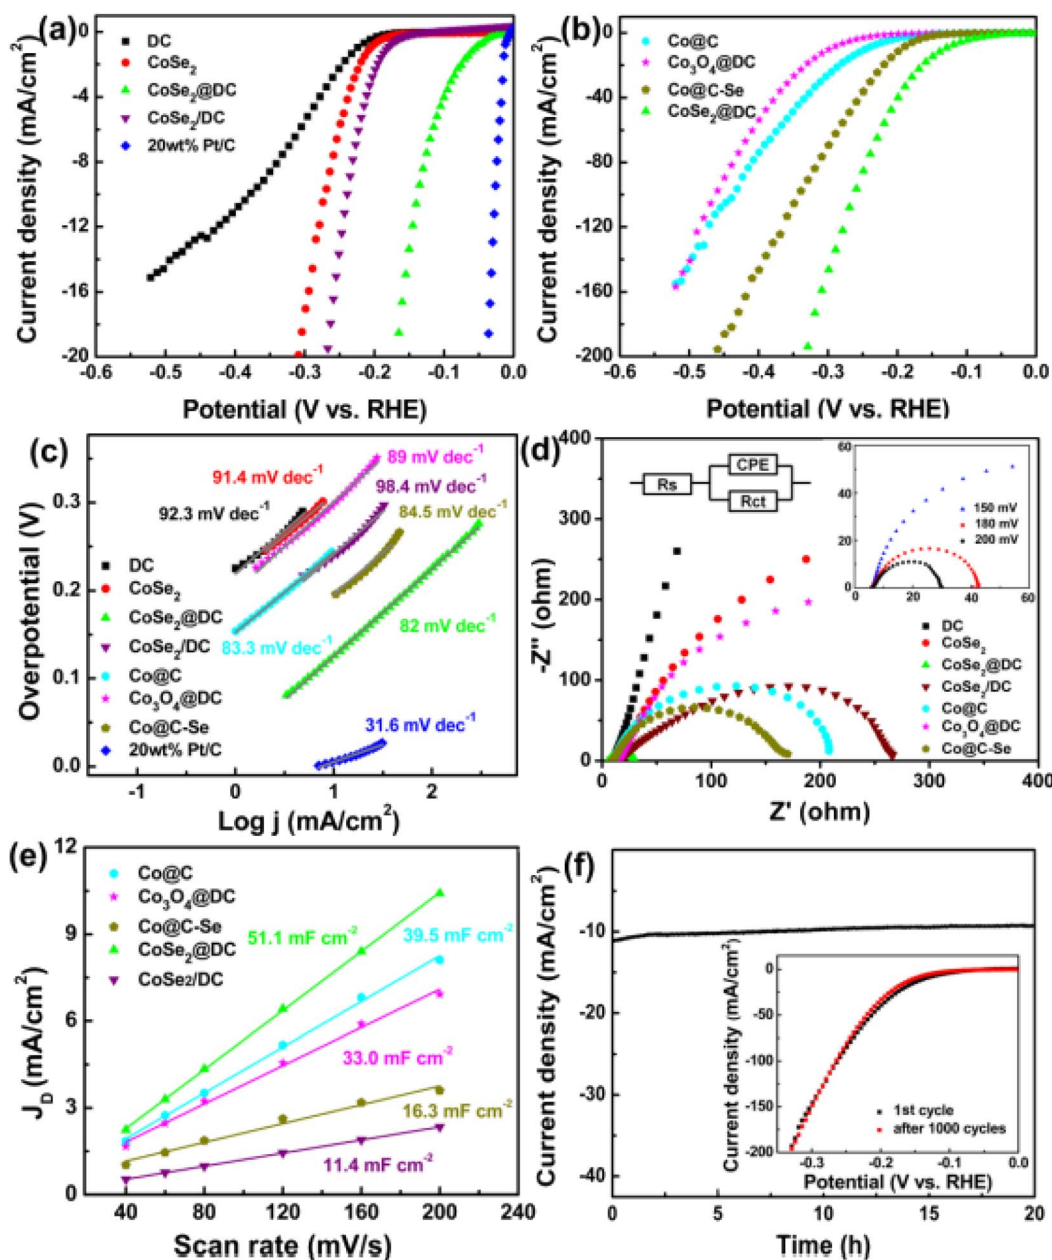 (a)
DC
CoSe2
CoSe2@DC
CoSe2/DC
20wt% Pt/C
0
-4
-8
-12
-16
-20
-0.6 -0.5 -0.4 -0.3 -0.2 -0.1 0.0
Current density (mA/cm2)
Potential (V vs. RHE)
(b)
Co@C
Co3O4@DC
Co@C-Se
CoSe2@DC
0
-40
-80
-120
-160
-200
-0.6 -0.5 -0.4 -0.3 -0.2 -0.1 0.0
Current density (mA/cm2)
Potential (V vs. RHE)
(c)
89 mV dec-1
91.4 mV dec-1
98.4 mV dec-1
92.3 mV dec-1
84.5 mV dec-1
82 mV dec-1
83.3 mV dec-1
31.6 mV dec-1
DC
CoSe2
CoSe2@DC
CoSe2/DC
Co@C
Co3O4@DC
Co@C-Se
20wt% Pt/C
0.3
0.2
0.1
0.0
-1 0 1 2
Overpotential (V)
Log j (mA/cm2)
(d)
CPE
Rs
Rct
60
40
20
0
0 20 40 60
150 mV
180 mV
200 mV
DC
CoSe2
CoSe2@DC
CoSe2/DC
Co@C
Co3O4@DC
Co@C-Se
400
300
200
100
0
0 100 200 300 400
-Z'' (ohm)
Z' (ohm)
(e)
Co@C
Co3O4@DC
Co@C-Se
CoSe2@DC
CoSe2/DC
51.1 mF cm-2
39.5 mF cm-2
33.0 mF cm-2
16.3 mF cm-2
11.4 mF cm-2
12
9
6
3
0
40 80 120 160 200 240
JD (mA/cm2)
Scan rate (mV/s)
(f)
0
-10
-20
-30
-40
0 5 10 15 20
Current density (mA/cm2)
Time (h)
0
-50
-100
-150
-200
-0.3 -0.2 -0.1 0.0
Current density (mA/cm2)
1st cycle
after 1000 cycles
Potential (V vs. RHE)